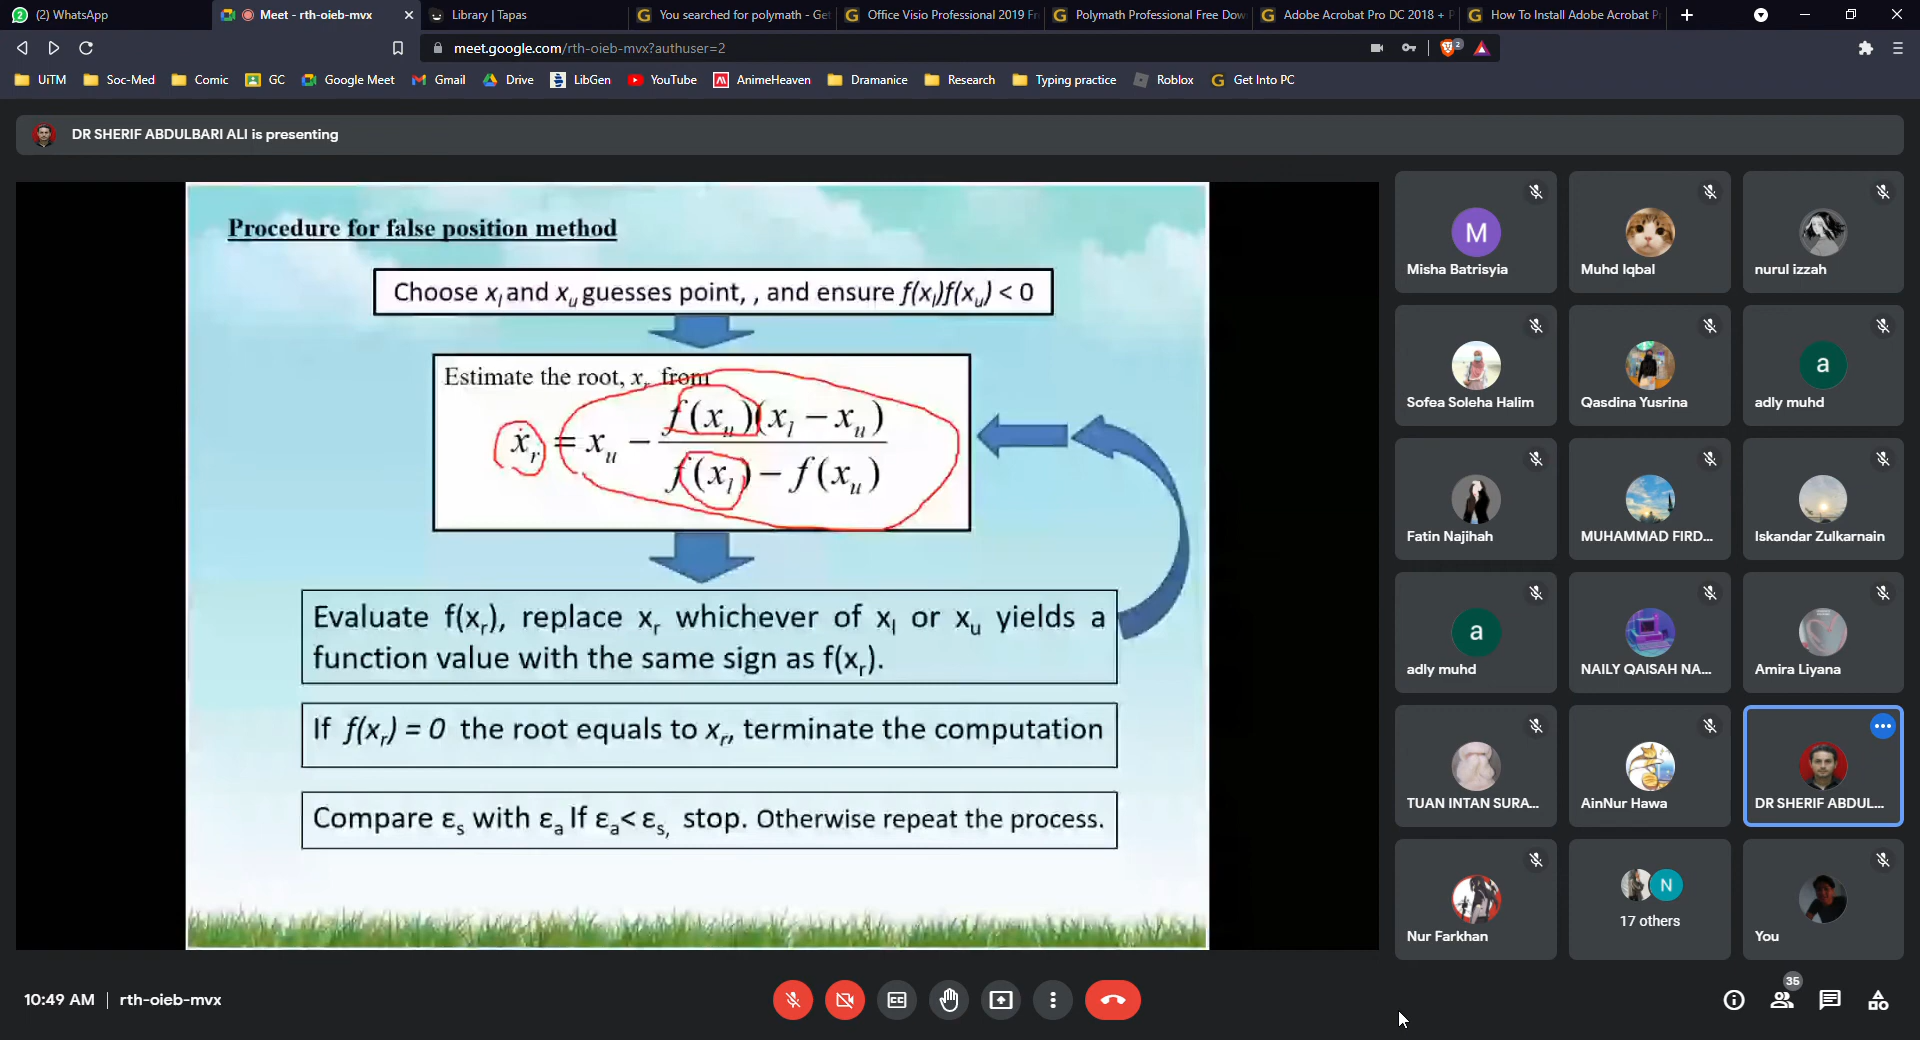 (2) WhatsApp
Meet - rth-oieb-mvx
Library | Tapas
You searched for polymath - Get
Office Visio Professional 2019 Fr
Polymath Professional Free Dow
Adobe Acrobat Pro DC 2018 + P
How To Install Adobe Acrobat P
meet.google.com/rth-oieb-mvx?authuser=2
2
UiTM
Soc-Med
Comic
GC
Google Meet
Gmail
Drive
LibGen
YouTube
AnimeHeaven
Dramanice
Research
Typing practice
Roblox
Get Into PC
DR SHERIF ABDULBARI ALI is presenting
Procedure for false position method
Choose xₗ and xᵤ guesses point, , and ensure f(xₗ)f(xᵤ) < 0
Estimate the root, xᵣ from
ẋᵣ = xᵤ − f(xᵤ)(xₗ − xᵤ) / f(xₗ) − f(xᵤ)
Evaluate f(xᵣ), replace xᵣ whichever of xₗ or xᵤ yields a
function value with the same sign as f(xᵣ).
If f(xᵣ) = 0 the root equals to xᵣ, terminate the computation
Compare εₛ with εₐ If εₐ< εₛ, stop. Otherwise repeat the process.
M
Misha Batrisyia
Muhd Iqbal
nurul izzah
Sofea Soleha Halim
Qasdina Yusrina
a
adly muhd
Fatin Najihah
MUHAMMAD FIRD...
Iskandar Zulkarnain
a
adly muhd
NAILY QAISAH NA...
Amira Liyana
TUAN INTAN SURA...
AinNur Hawa
DR SHERIF ABDUL...
Nur Farkhan
N
17 others
You
10:49 AM | rth-oieb-mvx
35